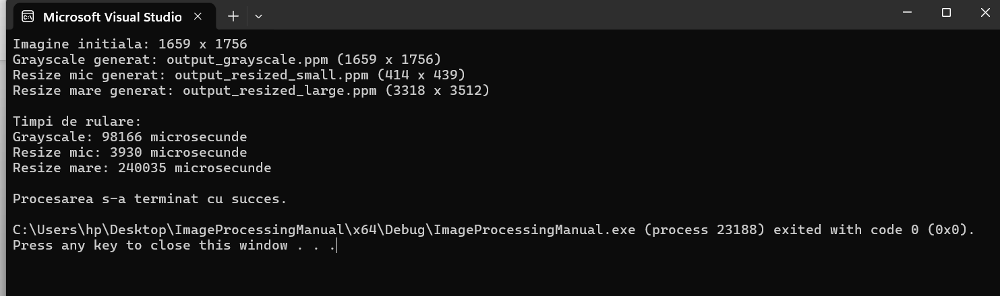 Microsoft Visual Studio
Imagine initiala: 1659 x 1756
Grayscale generat: output_grayscale.ppm (1659 x 1756)
Resize mic generat: output_resized_small.ppm (414 x 439)
Resize mare generat: output_resized_large.ppm (3318 x 3512)
Timpi de rulare:
Grayscale: 98166 microsecunde
Resize mic: 3930 microsecunde
Resize mare: 240035 microsecunde
Procesarea s-a terminat cu succes.
C:\Users\hp\Desktop\ImageProcessingManual\x64\Debug\ImageProcessingManual.exe (process 23188) exited with code 0 (0x0).
Press any key to close this window . . .